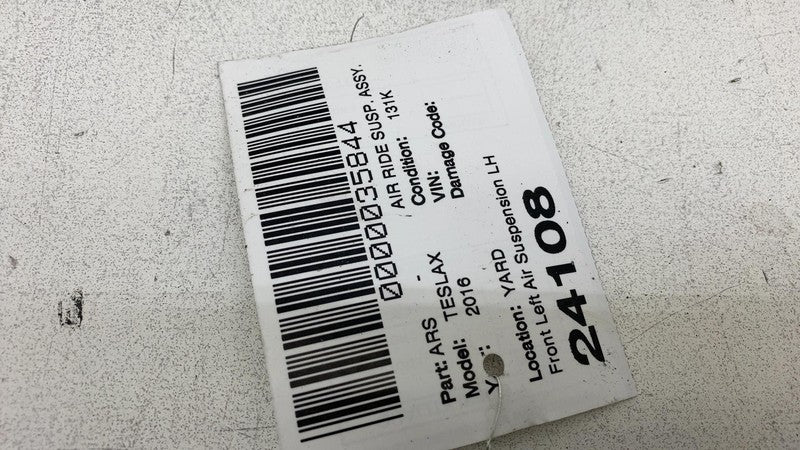 0000035844
Part: ARS - AIR RIDE SUSP. ASSY.
Model: TESLAX Condition: 131K
2016 VIN:
Damage Code:
Location: YARD
Front Left Air Suspension LH
24108